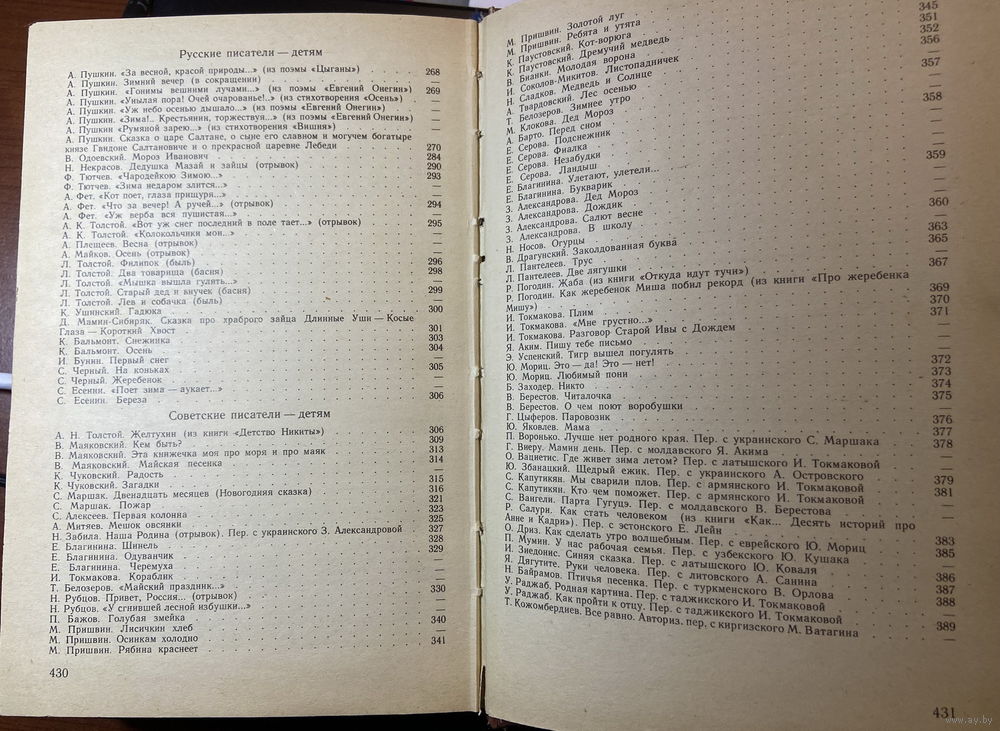 Русские писатели — детям
А. Пушкин. «За весной, красой природы...» (из поэмы «Цыганы») 268
А. Пушкин. Зимний вечер (в сокращении) —
А. Пушкин. «Гонимы вешними лучами...» (из поэмы «Евгений Онегин») 269
А. Пушкин. «Унылая пора! Очей очарованье!..» (из стихотворения «Осень») —
А. Пушкин. «Уж небо осенью дышало...» (из поэмы «Евгений Онегин») —
А. Пушкин. «Зима!.. Крестьянин, торжествуя...» (из поэмы «Евгений Онегин») —
А. Пушкин «Румяной зарею...» (из стихотворения «Вишня») —
А. Пушкин. Сказка о царе Салтане, о сыне его славном и могучем богатыре
князе Гвидоне Салтановиче и о прекрасной царевне Лебеди 270
В. Одоевский. Мороз Иванович 284
Н. Некрасов. Дедушка Мазай и зайцы (отрывок) 290
Ф. Тютчев. «Чародейкою Зимою...» 293
Ф. Тютчев. «Зима недаром злится...» —
А. Фет. «Кот поет, глаза прищуря...» —
А. Фет. «Что за вечер! А ручей...» (отрывок) 294
А. Фет. «Уж верба вся пушистая...» —
А. К. Толстой. «Вот уж снег последний в поле тает...» (отрывок) 295
А. К. Толстой. «Колокольчики мои...» —
А. Плещеев. Весна (отрывок) —
А. Майков. Осень (отрывок) —
Л. Толстой. Филипок (быль) 296
Л. Толстой. Два товарища (басня) 298
Л. Толстой. «Мышка вышла гулять...» —
Л. Толстой. Старый дед и внучек (басня) 299
Л. Толстой. Лев и собачка (быль) —
К. Ушинский. Гадюка 300
Д. Мамин-Сибиряк. Сказка про храброго зайца Длинные Уши — Косые
Глаза — Короткий Хвост 301
К. Бальмонт. Снежинка 303
К. Бальмонт. Осень 304
И. Бунин. Первый снег —
С. Черный. На коньках 305
С. Черный. Жеребенок —
С. Есенин. «Поет зима — аукает...» —
С. Есенин. Береза 306
Советские писатели — детям
А. Н. Толстой. Желтухин (из книги «Детство Никиты») 306
В. Маяковский. Кем быть? 309
В. Маяковский. Эта книжечка моя про моря и про маяк 313
В. Маяковский. Майская песенка 314
К. Чуковский. Радость —
К. Чуковский. Загадки 315
С. Маршак. Двенадцать месяцев (Новогодняя сказка) 316
С. Маршак. Пожар 321
С. Алексеев. Первая колонна 323
А. Митяев. Мешок овсянки 325
Н. Забила. Наша Родина (отрывок). Пер. с украинского З. Александровой 327
Е. Благинина. Шинель 328
Е. Благинина. Одуванчик 329
Е. Благинина. Черемуха —
И. Токмакова. Кораблик —
Т. Белозеров. «Майский праздник...» —
Н. Рубцов. Привет, Россия... (отрывок) 330
Н. Рубцов. «У сгнившей лесной избушки...» —
П. Бажов. Голубая змейка —
М. Пришвин. Лисичкин хлеб 340
М. Пришвин. Осинкам холодно —
М. Пришвин. Рябина краснеет 341
430
М. Пришвин. Золотой луг 345
М. Пришвин. Ребята и утята
К. Паустовский. Кот-ворюга 351
К. Паустовский. Дремучий медведь 352
В. Бианки. Молодая ворона 356
И. Соколов-Микитов. Листопадничек
Н. Сладков. Медведь и Солнце 357
А. Твардовский. Лес осенью
Т. Белозеров. Зимнее утро
М. Клокова. Дед Мороз 358
А. Барто. Перед сном
Е. Серова. Подснежник
Е. Серова. Фиалка
Е. Серова. Незабудки
Е. Серова. Ландыш 359
Е. Благинина. Улетают, улетели...
Е. Благинина. Букварик
З. Александрова. Дед Мороз
З. Александрова. Дождик 360
З. Александрова. Салют весне
З. Александрова. В школу
Н. Носов. Огурцы 363
В. Драгунский. Заколдованная буква 365
Л. Пантелеев. Трус
Л. Пантелеев. Две лягушки 367
Р. Погодин. Жаба (из книги «Откуда идут тучи»)
Р. Погодин. Как жеребенок Миша побил рекорд (из книги «Про жеребенка
Мишу») 369
И. Токмакова. Плим 370
И. Токмакова. «Мне грустно...» 371
И. Токмакова. Разговор Старой Ивы с Дождем
Я. Аким. Пишу тебе письмо
Э. Успенский. Тигр вышел погулять
Ю. Мориц. Это — да! Это — нет! 372
Ю. Мориц. Любимый пони 373
Б. Заходер. Никто 374
В. Берестов. Читалочка 375
В. Берестов. О чем поют воробушки
Г. Цыферов. Паровозик 376
Ю. Яковлев. Мама 377
П. Воронько. Лучше нет родного края. Пер. с украинского С. Маршака 378
Г. Виеру. Мамин день. Пер. с молдавского Я. Акима
О. Вациетис. Где живет зима летом? Пер. с латышского И. Токмаковой
Ю. Збанацкий. Щедрый ежик. Пер. с украинского А. Островского
С. Капутикян. Мы сварили плов. Пер. с армянского И. Токмаковой 379
С. Капутикян. Кто чем поможет. Пер. с армянского И. Токмаковой 381
С. Вангели. Парта Гугуцэ. Пер. с молдавского В. Берестова
Р. Салури. Как стать человеком (из книги «Как... Десять историй про
Анне и Кадри»). Пер. с эстонского Е. Лейн
О. Дриз. Как сделать утро волшебным. Пер. с еврейского Ю. Мориц 383
П. Мумин. У нас рабочая семья. Пер. с узбекского Ю. Кушака 385
И. Зиедонис. Синяя сказка. Пер. с латышского Ю. Коваля
Я. Дягутите. Руки человека. Пер. с литовского А. Санина 386
Н. Байрамов. Птичья песенка. Пер. с туркменского В. Орлова 387
У. Раджаб. Родная картина. Пер. с таджикского И. Токмаковой 388
У. Раджаб. Как пройти к отцу. Пер. с таджикского И. Токмаковой
Т. Кожомбердиев. Все равно. Авториз. пер. с киргизского М. Ватагина 389
431
www.ay.by